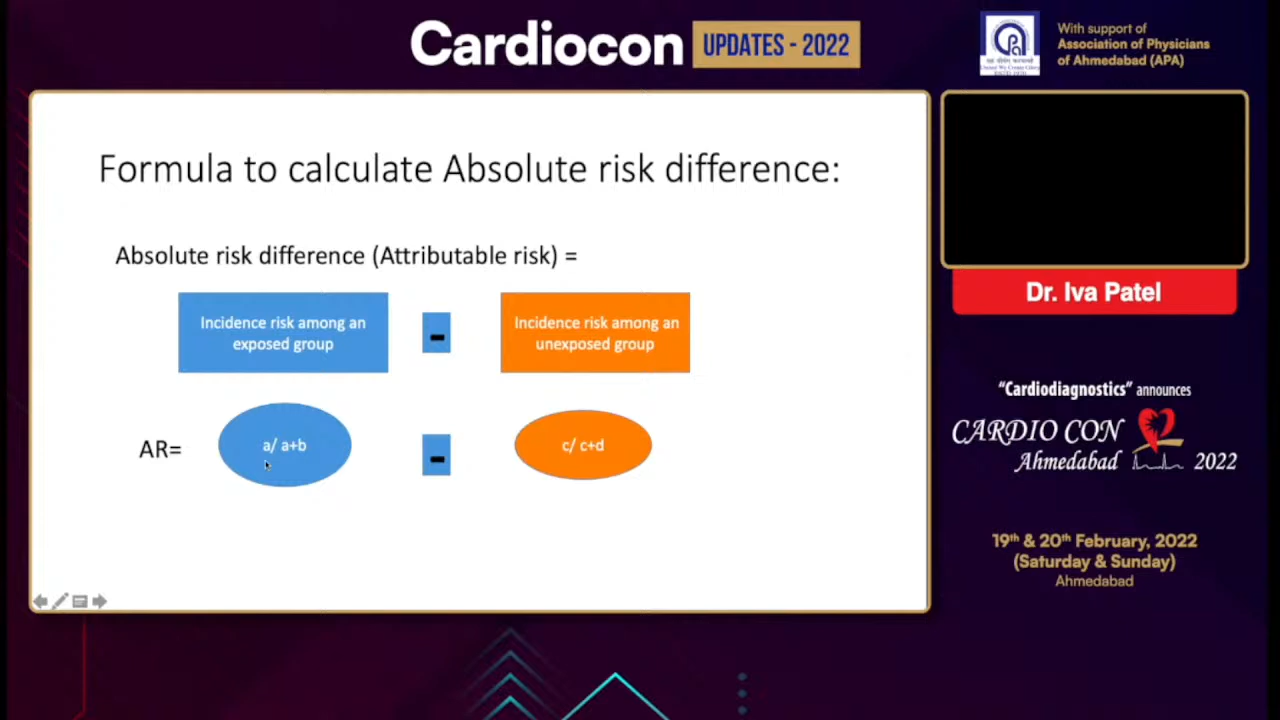 Cardiocon UPDATES - 2022
With support of
Association of Physicians
of Ahmedabad (APA)
Formula to calculate Absolute risk difference:
Absolute risk difference (Attributable risk) =
Incidence risk among an
exposed group
-
Incidence risk among an
unexposed group
AR=
a/ a+b
-
c/ c+d
Dr. Iva Patel
“Cardiodiagnostics” announces
CARDIO CON
Ahmedabad 2022
19th & 20th February, 2022
(Saturday & Sunday)
Ahmedabad